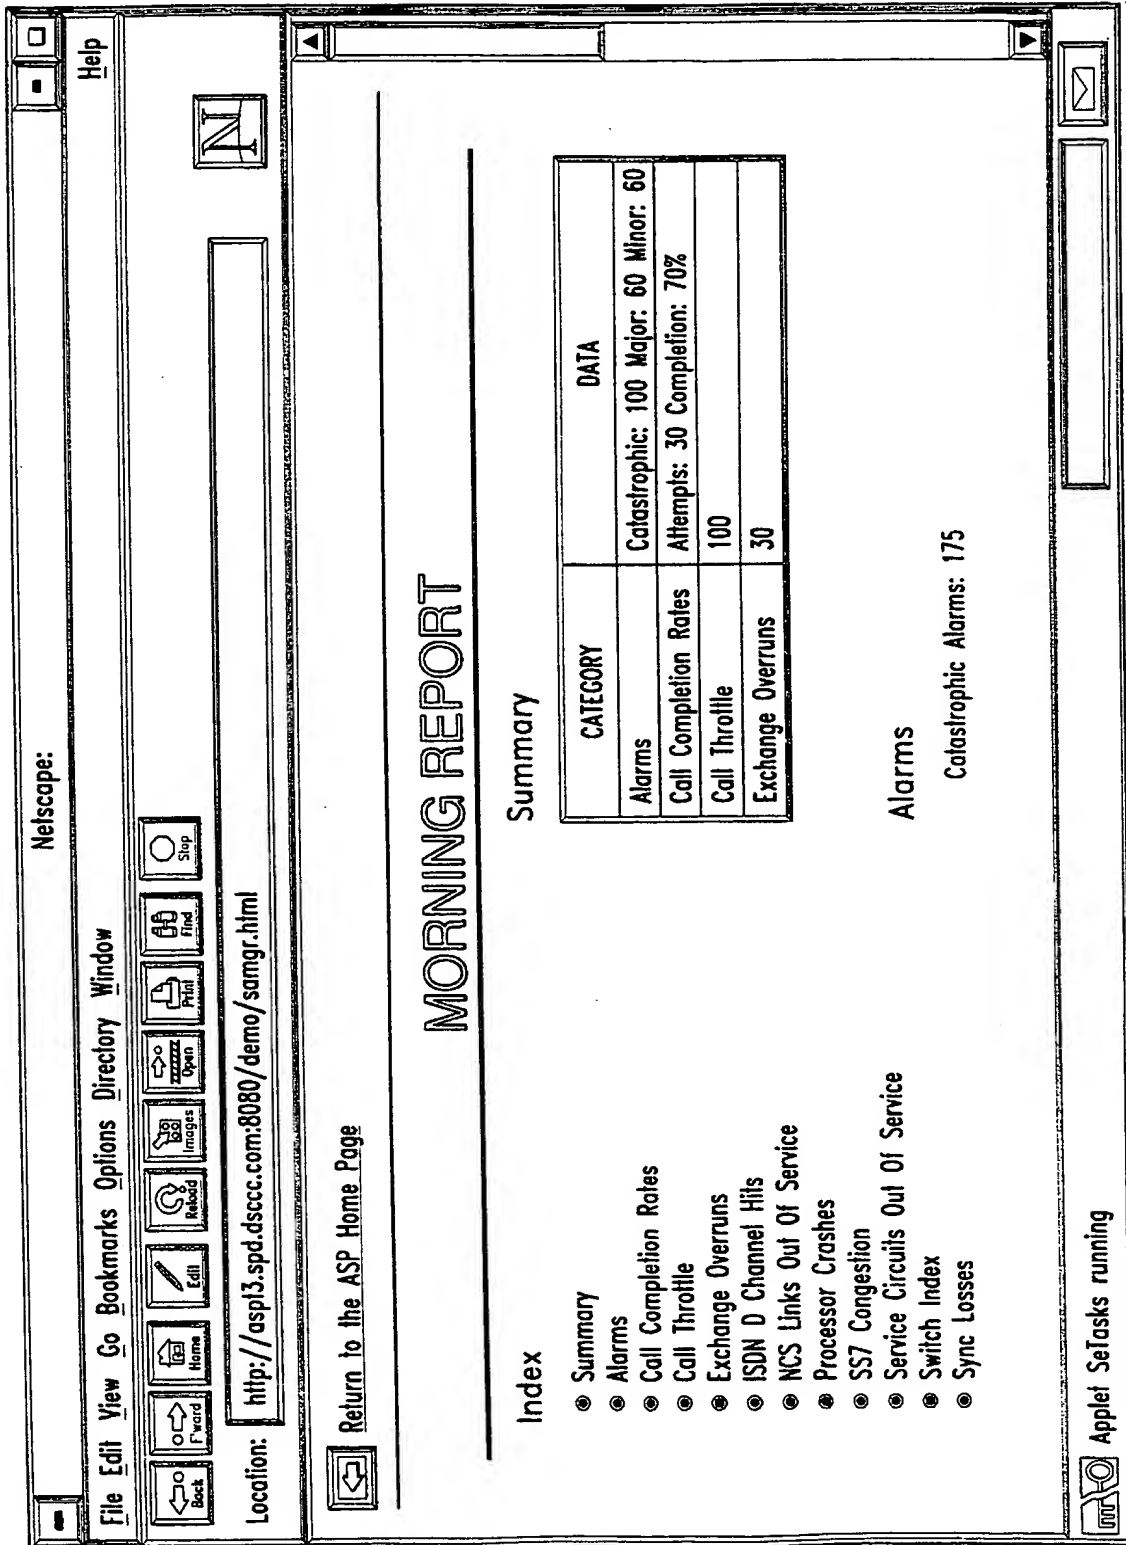 Netscape:
File Edit View Go Bookmarks Options Directory Window Help
Back F'ward Home Edit Reload Images Open Print Find Stop
N
Location: http://aspl3.spd.dsccc.com:8080/demo/samgr.html
Return to the ASP Home Page
MORNING REPORT
Index
Summary
Alarms
Call Completion Rates
Call Throttle
Exchange Overruns
ISDN D Channel Hits
NCS Links Out Of Service
Processor Crashes
SS7 Congestion
Service Circuits Out Of Service
Switch Index
Sync Losses
Summary
CATEGORY DATA
Alarms Catastrophic: 100 Major: 60 Minor: 60
Call Completion Rates Attempts: 30 Completion: 70%
Call Throttle 100
Exchange Overruns 30
Alarms
Catastrophic Alarms: 175
Applet SeTasks running